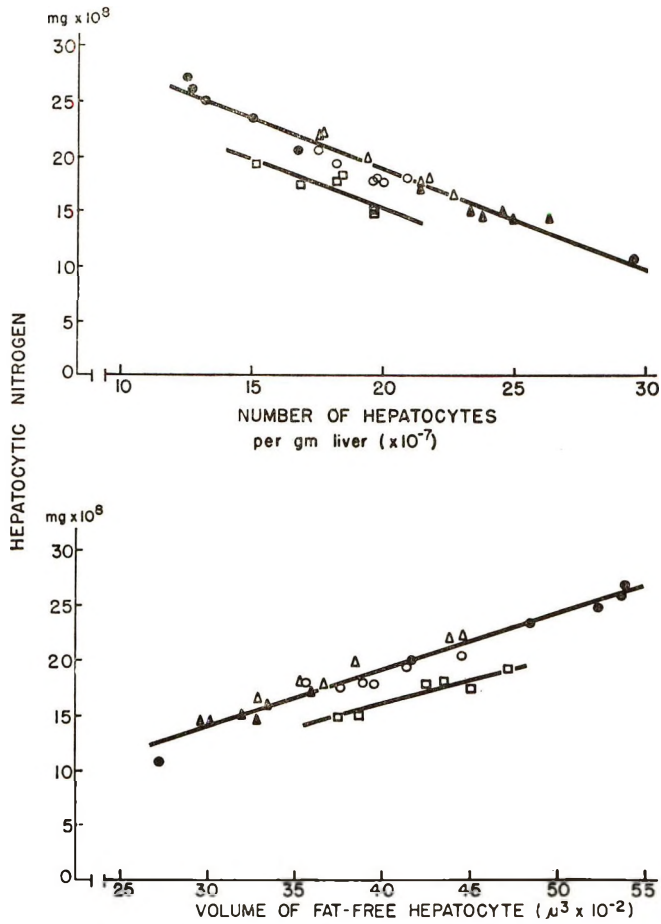 mg x 10⁸
30
25
20
15
10
5
0
10 15 20 25 30
NUMBER OF HEPATOCYTES
per gm liver (x10⁻⁷)
HEPATOCYTIC NITROGEN
mg x 10⁸
30
25
20
15
10
5
0
25 30 35 40 45 50 55
VOLUME OF FAT-FREE HEPATOCYTE (µ³ x 10⁻²)